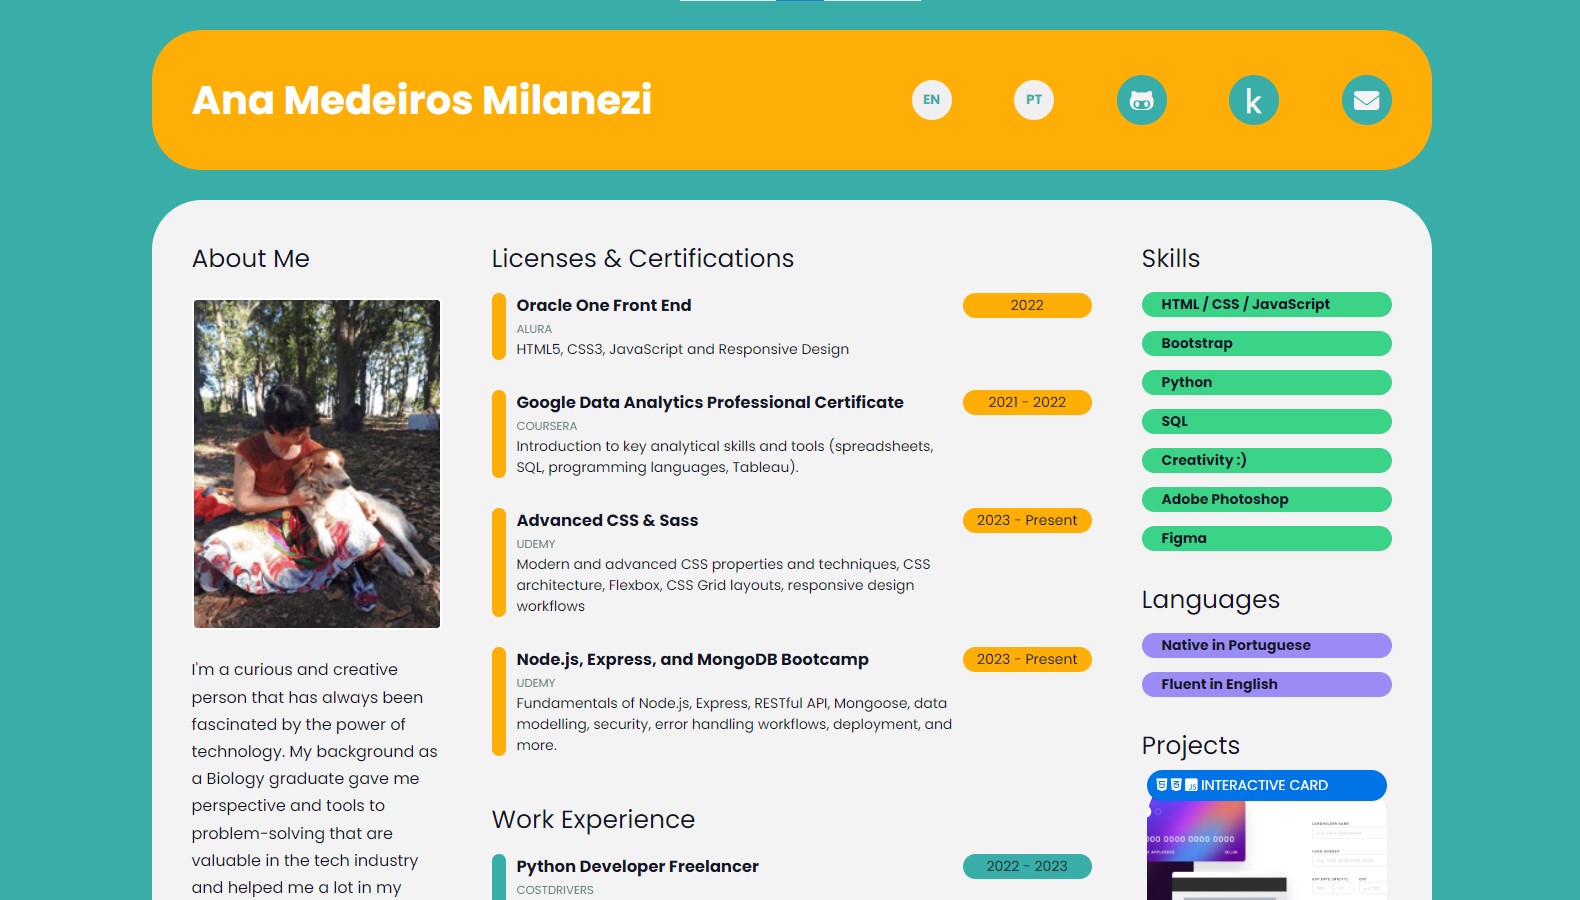 Ana Medeiros Milanezi
EN
PT
k
About Me
I'm a curious and creative
person that has always been
fascinated by the power of
technology. My background as
a Biology graduate gave me
perspective and tools to
problem-solving that are
valuable in the tech industry
and helped me a lot in my
Licenses & Certifications
Oracle One Front End
2022
ALURA
HTML5, CSS3, JavaScript and Responsive Design
Google Data Analytics Professional Certificate
2021 - 2022
COURSERA
Introduction to key analytical skills and tools (spreadsheets,
SQL, programming languages, Tableau).
Advanced CSS & Sass
2023 - Present
UDEMY
Modern and advanced CSS properties and techniques, CSS
architecture, Flexbox, CSS Grid layouts, responsive design
workflows
Node.js, Express, and MongoDB Bootcamp
2023 - Present
UDEMY
Fundamentals of Node.js, Express, RESTful API, Mongoose, data
modelling, security, error handling workflows, deployment, and
more.
Work Experience
Python Developer Freelancer
2022 - 2023
COSTDRIVERS
Skills
HTML / CSS / JavaScript
Bootstrap
Python
SQL
Creativity :)
Adobe Photoshop
Figma
Languages
Native in Portuguese
Fluent in English
Projects
INTERACTIVE CARD
000 0000 0000 0000
CARDHOLDER NAME
CARD NUMBER